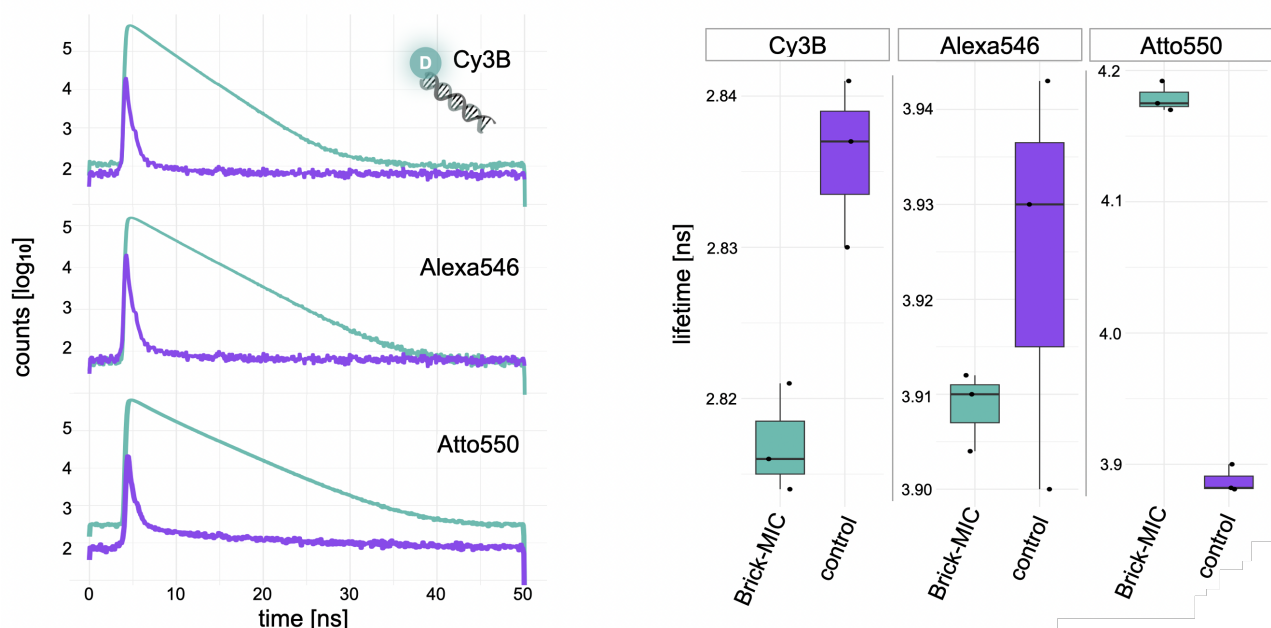 counts [log₁₀]
5
4
3
2
D
Cy3B
5
4
3
2
Alexa546
5
4
3
2
Atto550
0 10 20 30 40 50
time [ns]
lifetime [ns]
Cy3B
2.84
2.83
2.82
Brick-MIC
control
Alexa546
3.94
3.93
3.92
3.91
3.90
Brick-MIC
control
Atto550
4.2
4.1
4.0
3.9
Brick-MIC
control